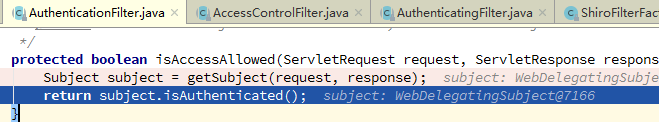 AuthenticationFilter.java AccessControlFilter.java AuthenticatingFilter.java ShiroFilterFac
*/
protected boolean isAccessAllowed(ServletRequest request, ServletResponse respons
Subject subject = getSubject(request, response); subject: WebDelegatingSubje
return subject.isAuthenticated(); subject: WebDelegatingSubject@7166
}